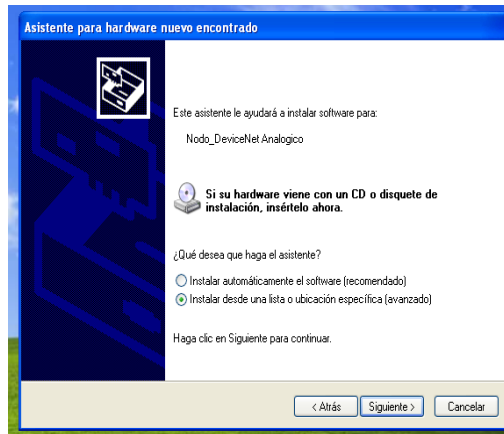 Asistente para hardware nuevo encontrado
Este asistente le ayudará a instalar software para:
Nodo_DeviceNet Analogico
Si su hardware viene con un CD o disquete de
instalación, insértelo ahora.
¿Qué desea que haga el asistente?
Instalar automáticamente el software (recomendado)
Instalar desde una lista o ubicación específica (avanzado)
Haga clic en Siguiente para continuar.
< Atrás
Siguiente >
Cancelar